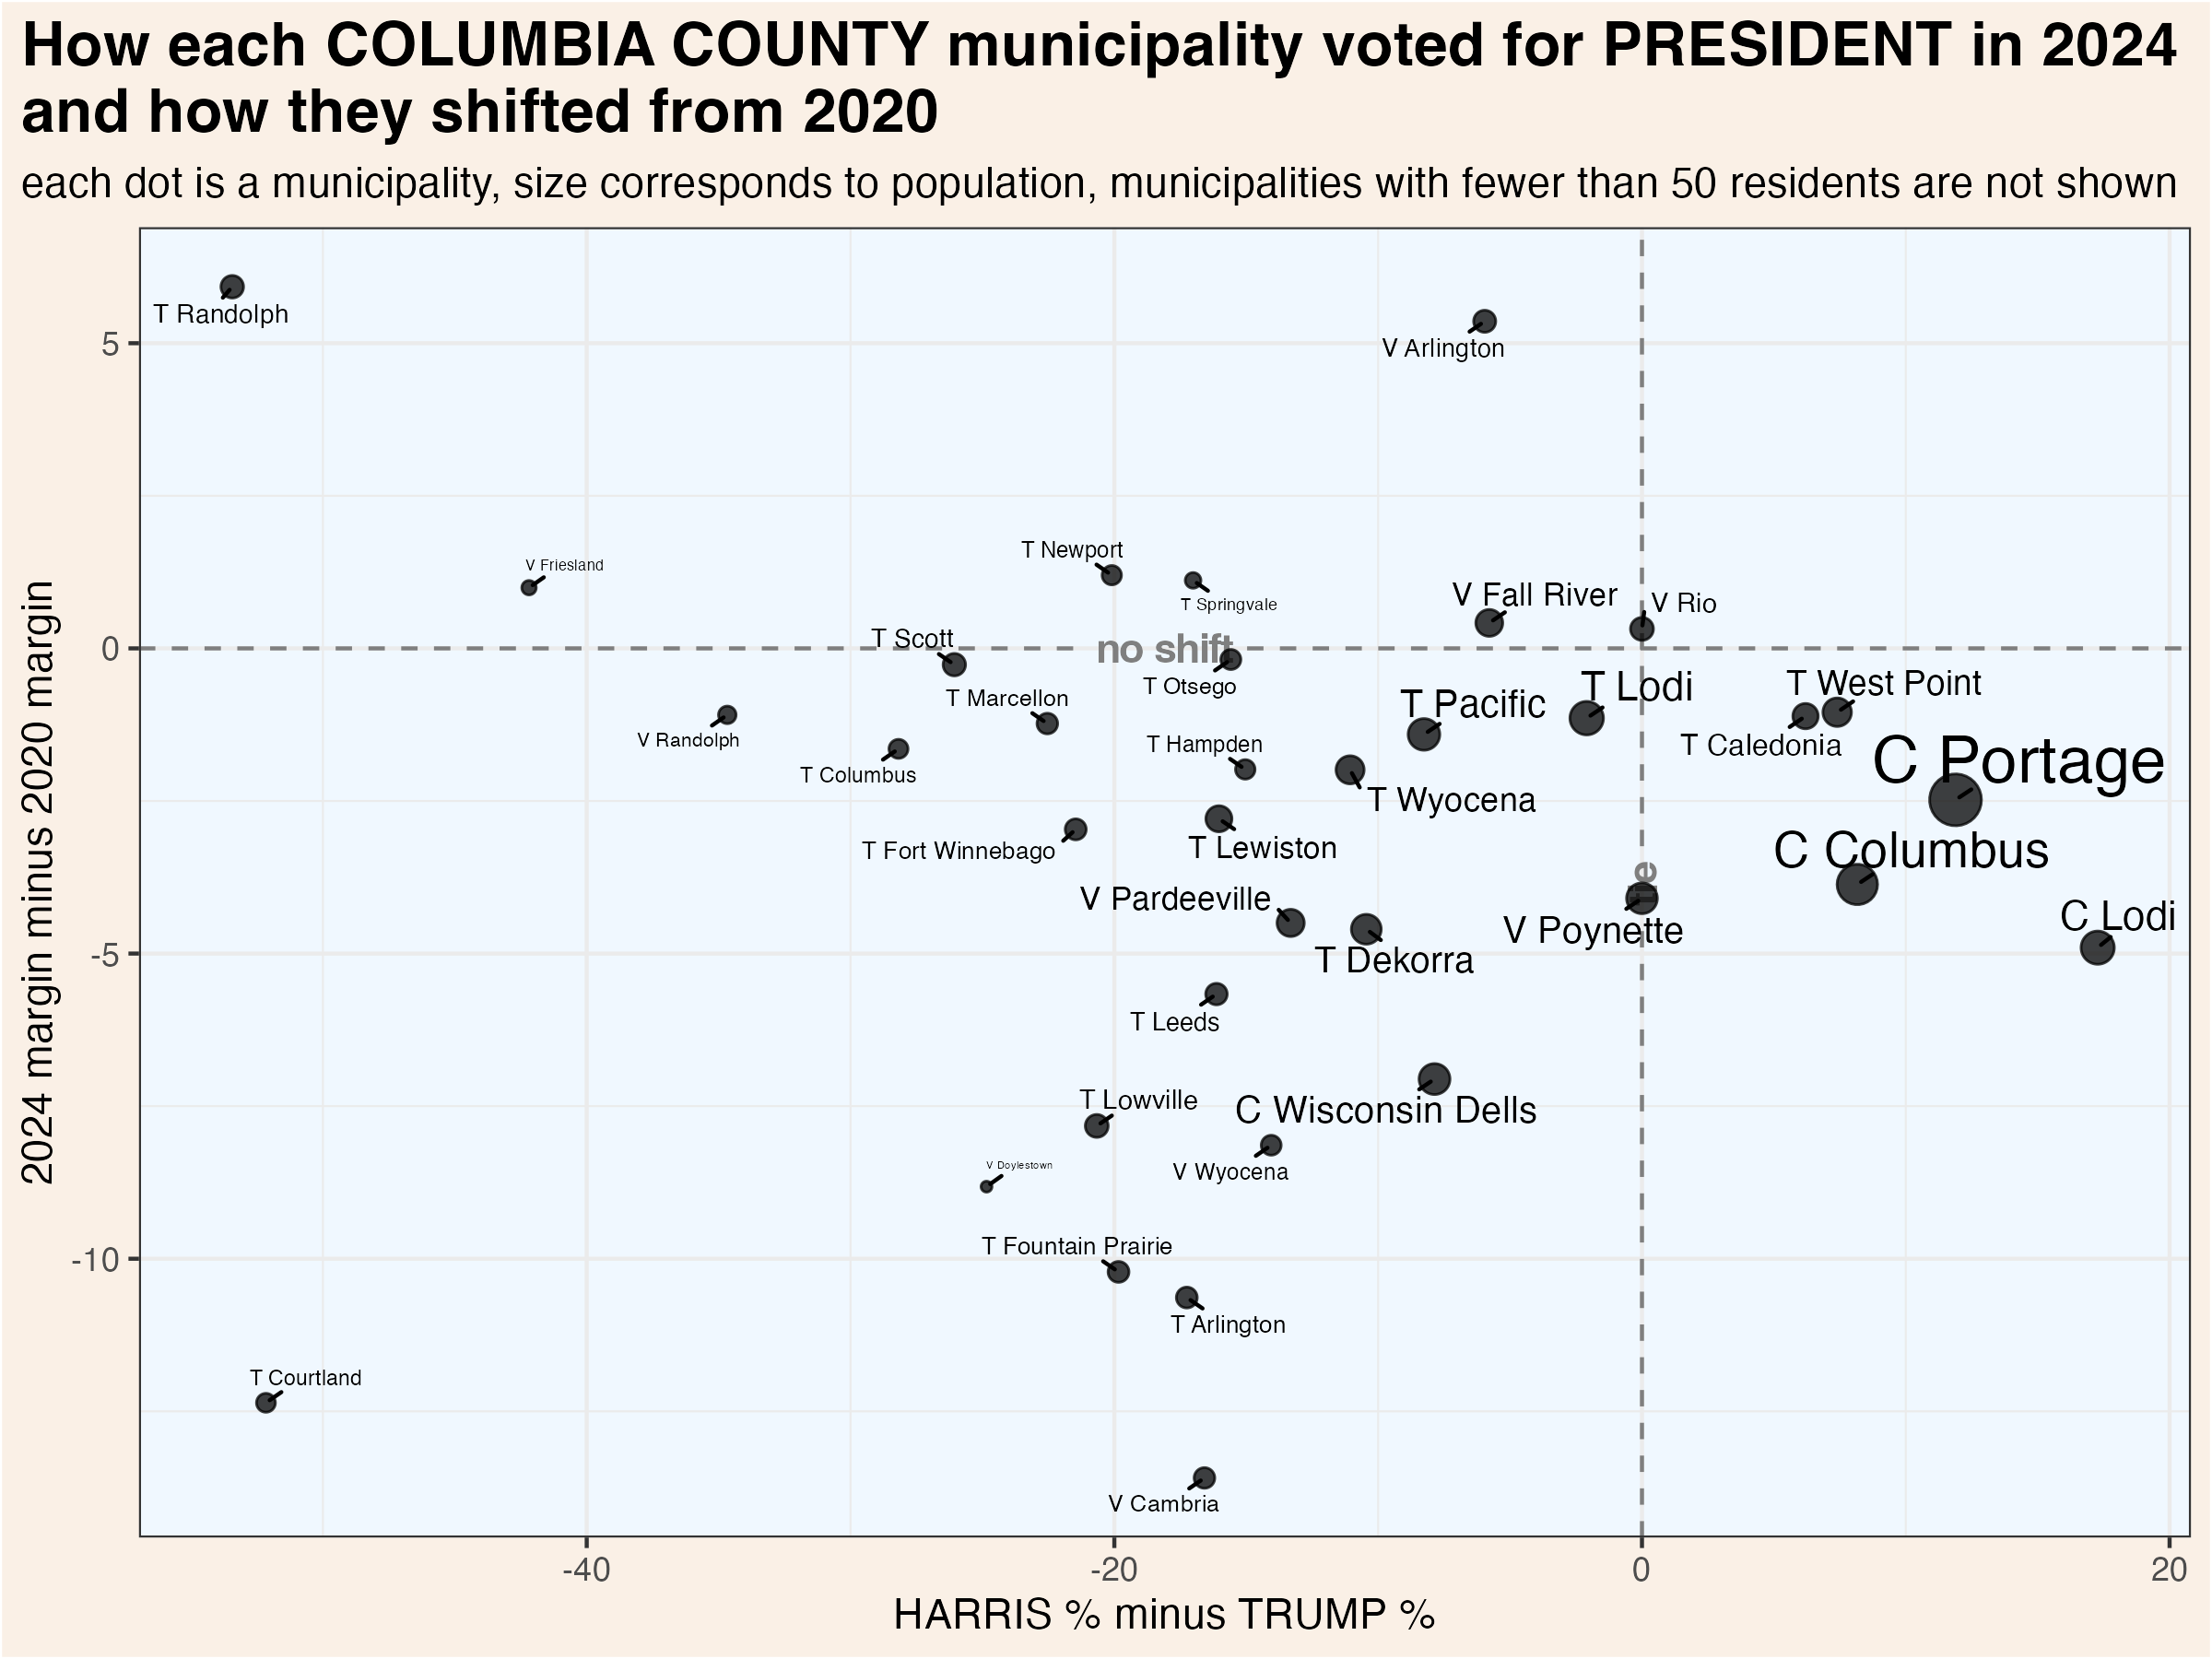 How each COLUMBIA COUNTY municipality voted for PRESIDENT in 2024
and how they shifted from 2020
each dot is a municipality, size corresponds to population, municipalities with fewer than 50 residents are not shown
T Randolph
5
V Arlington
T Newport
V Friesland
T Springvale
V Fall River
V Rio
T Scott
0
no shift
T Otsego
T Lodi
T West Point
T Marcellon
T Pacific
V Randolph
T Hampden
T Caledonia
C Portage
T Columbus
T Wyocena
T Fort Winnebago
T Lewiston
C Columbus
V Pardeeville
C Lodi
V Poynette
-5
T Dekorra
T Leeds
T Lowville
C Wisconsin Dells
V Doylestown
V Wyocena
T Fountain Prairie
-10
T Arlington
T Courtland
V Cambria
2024 margin minus 2020 margin
-40
-20
0
20
HARRIS % minus TRUMP %